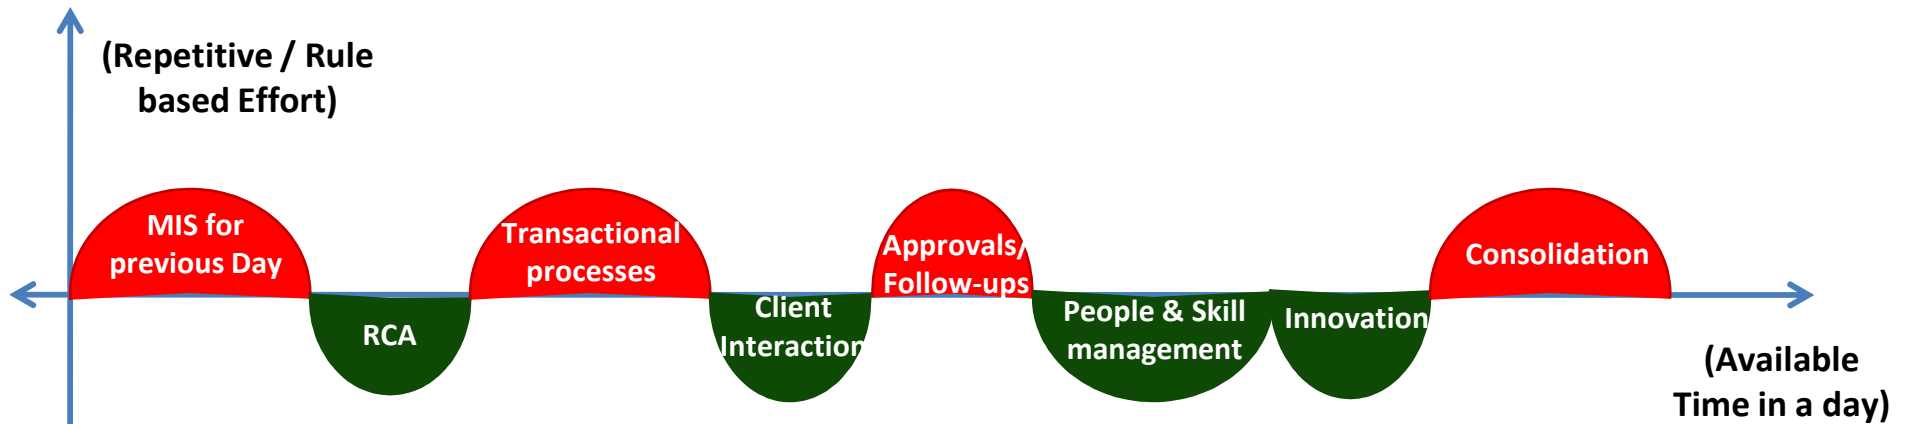 (Repetitive / Rule
based Effort)
MIS for
previous Day
RCA
Transactional
processes
Client
Interaction
Approvals/
Follow-ups
People & Skill
management
Innovation
Consolidation
(Available
Time in a day)